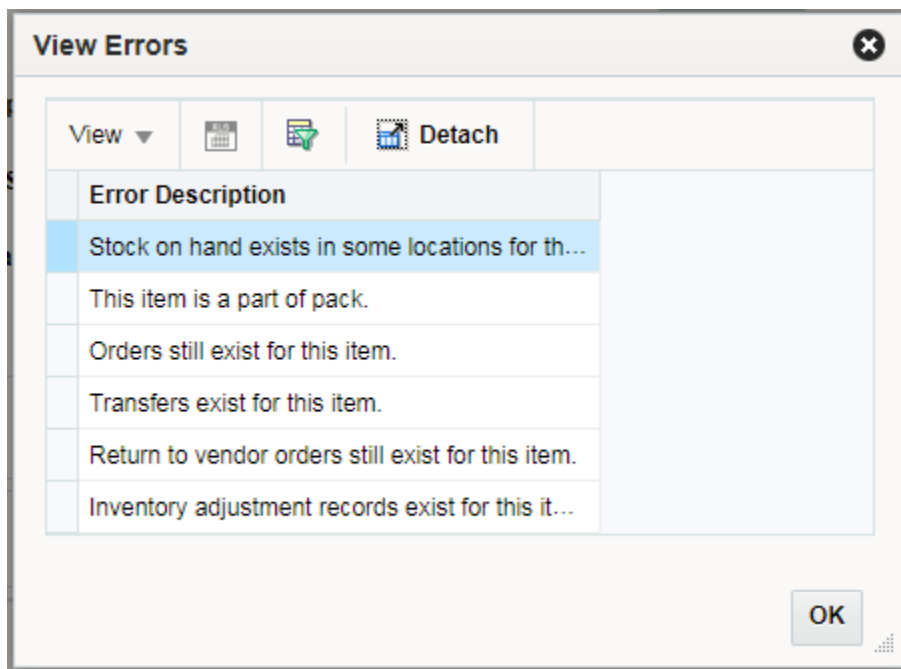 View Errors
View
Detach
Error Description
Stock on hand exists in some locations for th...
This item is a part of pack.
Orders still exist for this item.
Transfers exist for this item.
Return to vendor orders still exist for this item.
Inventory adjustment records exist for this it...
OK